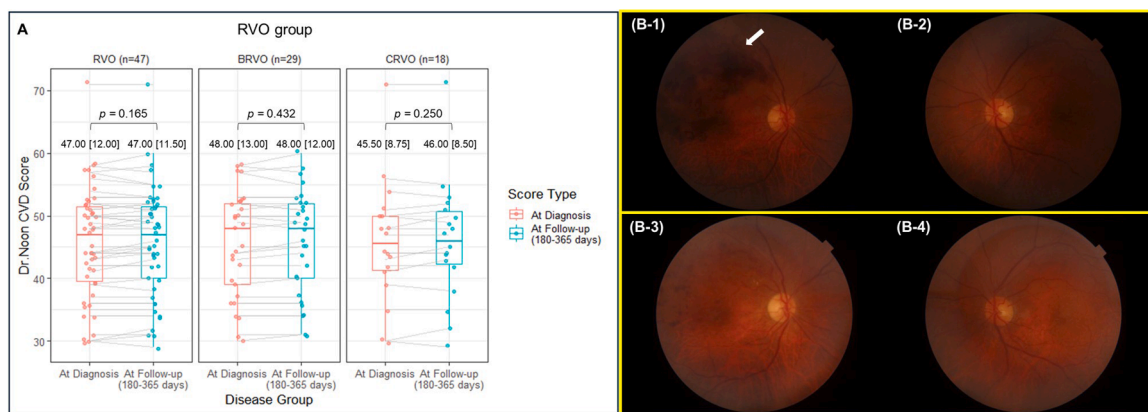 A
RVO group
RVO (n=47)
BRVO (n=29)
CRVO (n=18)
70
60
50
40
30
Dr.Noon CVD Score
p = 0.165
p = 0.432
p = 0.250
47.00 [12.00]
47.00 [11.50]
48.00 [13.00]
48.00 [12.00]
45.50 [8.75]
46.00 [8.50]
At Diagnosis
At Follow-up
(180-365 days)
At Diagnosis
At Follow-up
(180-365 days)
At Diagnosis
At Follow-up
(180-365 days)
Disease Group
Score Type
At Diagnosis
At Follow-up
(180-365 days)
(B-1)
(B-2)
(B-3)
(B-4)